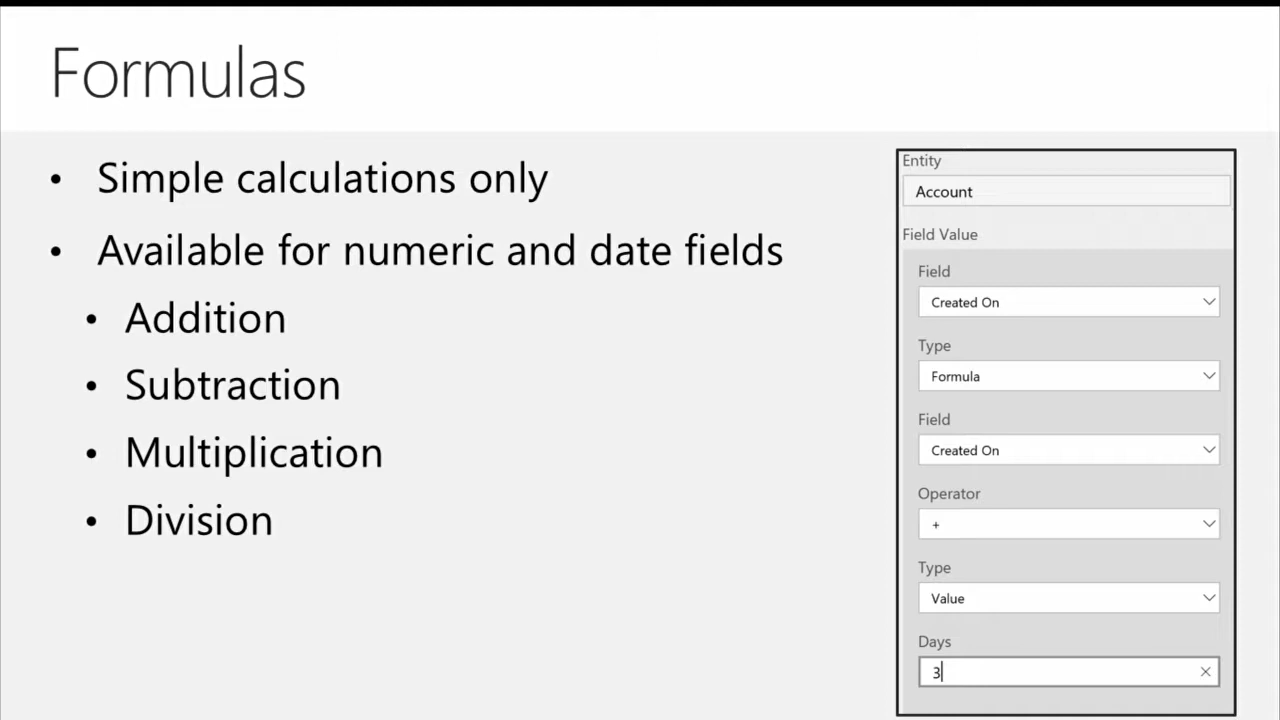 Formulas
• Simple calculations only
• Available for numeric and date fields
• Addition
• Subtraction
• Multiplication
• Division
Entity
Account
Field Value
Field
Created On
Type
Formula
Field
Created On
Operator
+
Type
Value
Days
3